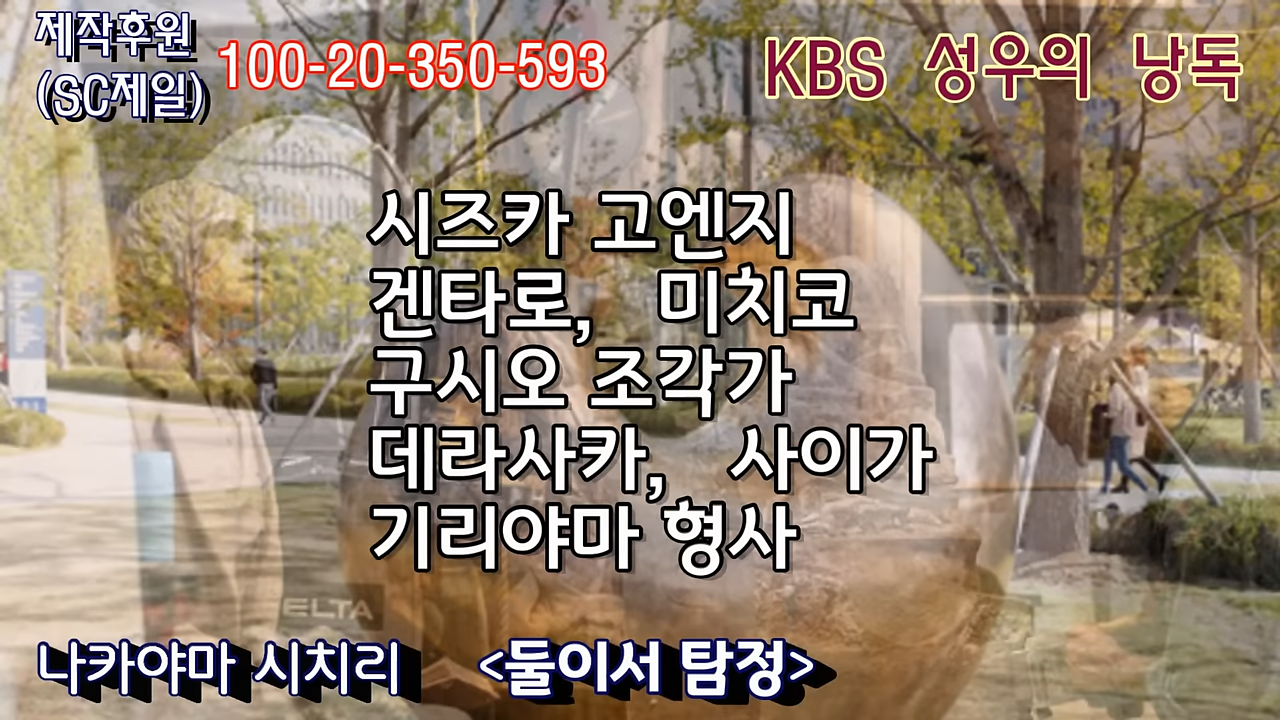 제작후원
(SC제일)
100-20-350-593
KBS 성우의 낭독
시즈카 고엔지
겐타로, 미치코
구시오 조각가
데라사카, 사이가
기리야마 형사
ELTA
나카야마 시치리 <둘이서 탐정>